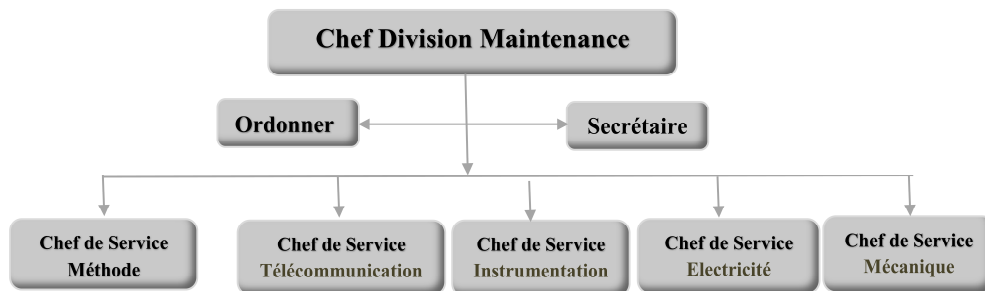 Chef Division Maintenance
Ordonner
Secrétaire
Chef de Service
Méthode
Chef de Service
Télécommunication
Chef de Service
Instrumentation
Chef de Service
Electricité
Chef de Service
Mécanique